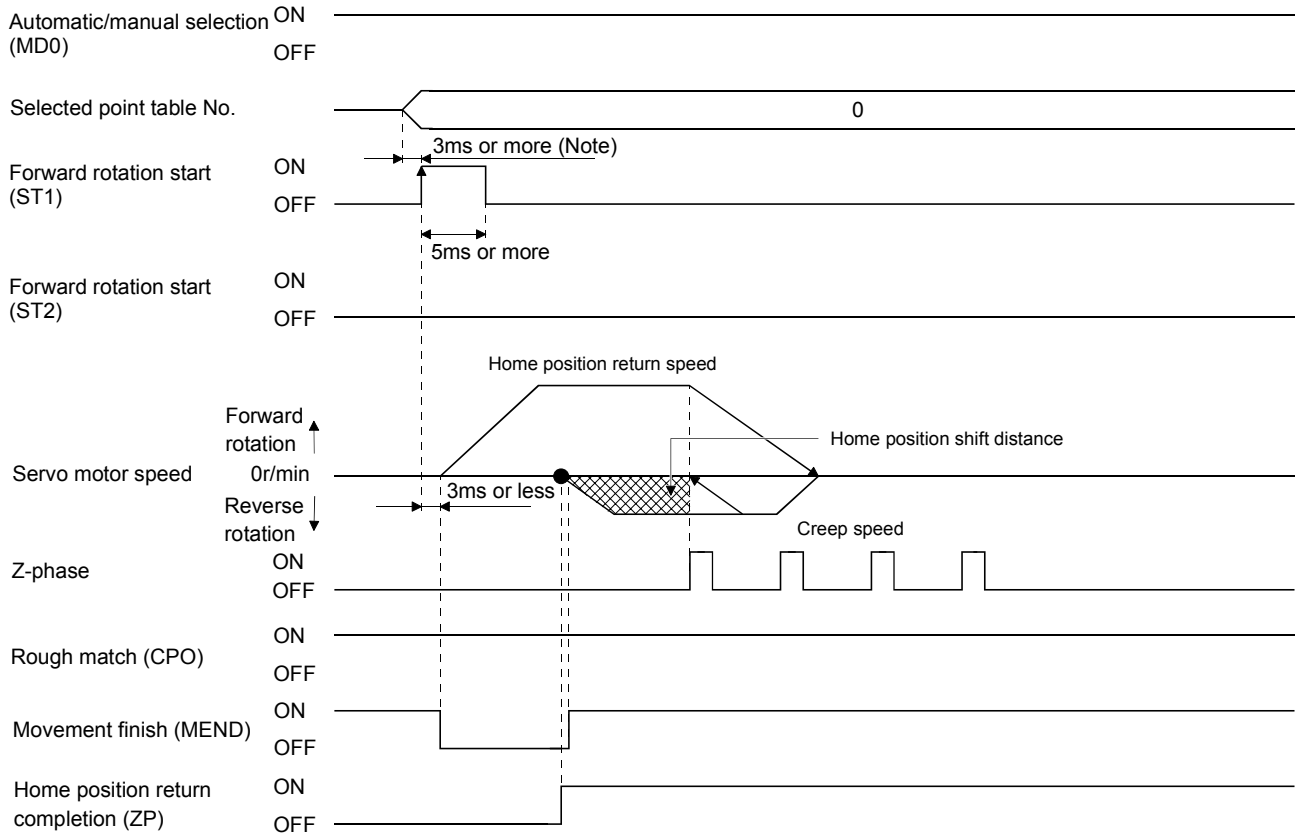 Automatic/manual selection
(MD0)
ON
OFF
Selected point table No.
0
3ms or more (Note)
Forward rotation start
(ST1)
ON
OFF
5ms or more
Forward rotation start
(ST2)
ON
OFF
Home position return speed
Forward
rotation
Home position shift distance
Servo motor speed
0r/min
3ms or less
Reverse
rotation
Creep speed
Z-phase
ON
OFF
Rough match (CPO)
ON
OFF
Movement finish (MEND)
ON
OFF
Home position return
completion (ZP)
ON
OFF